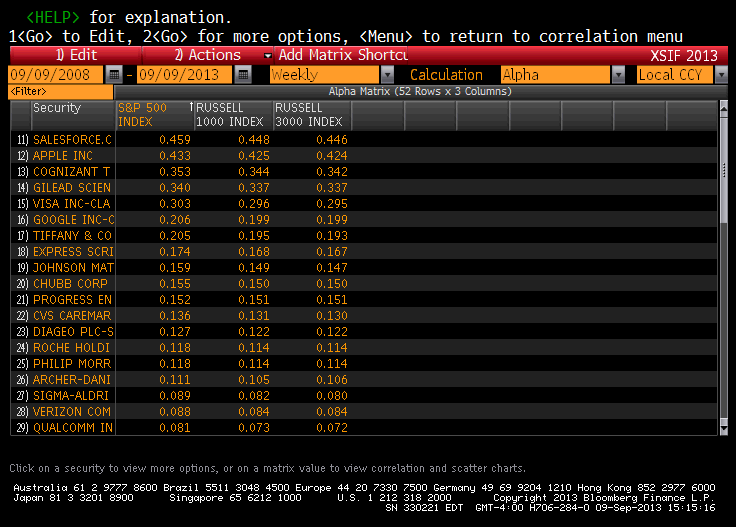 <HELP> for explanation.
1<Go> to Edit, 2<Go> for more options, <Menu> to return to correlation menu
1) Edit 2) Actions Add Matrix Shortcu XSIF 2013
09/09/2008 - 09/09/2013 Weekly Calculation Alpha Local CCY
<Filter> Alpha Matrix (52 Rows x 3 Columns)
Security S&P 500 INDEX ↑ RUSSELL 1000 INDEX RUSSELL 3000 INDEX
11) SALESFORCE.C 0.459 0.448 0.446
12) APPLE INC 0.433 0.425 0.424
13) COGNIZANT T 0.353 0.344 0.342
14) GILEAD SCIEN 0.340 0.337 0.337
15) VISA INC-CLA 0.303 0.296 0.295
16) GOOGLE INC-C 0.206 0.199 0.199
17) TIFFANY & CO 0.205 0.195 0.193
18) EXPRESS SCRI 0.174 0.168 0.167
19) JOHNSON MAT 0.159 0.149 0.147
20) CHUBB CORP 0.155 0.150 0.150
21) PROGRESS EN 0.152 0.151 0.151
22) CVS CAREMAR 0.136 0.131 0.130
23) DIAGEO PLC-S 0.127 0.122 0.122
24) ROCHE HOLDI 0.118 0.114 0.114
25) PHILIP MORR 0.118 0.114 0.114
26) ARCHER-DANI 0.111 0.105 0.106
27) SIGMA-ALDRI 0.089 0.082 0.080
28) VERIZON COM 0.088 0.084 0.084
29) QUALCOMM IN 0.081 0.073 0.072
Click on a security to view more options, or on a matrix value to view correlation and scatter charts.
Australia 61 2 9777 8600 Brazil 5511 3048 4500 Europe 44 20 7330 7500 Germany 49 69 9204 1210 Hong Kong 852 2977 6000
Japan 81 3 3201 8900 Singapore 65 6212 1000 U.S. 1 212 318 2000 Copyright 2013 Bloomberg Finance L.P.
SN 330221 EDT GMT-4:00 H706-284-0 09-Sep-2013 15:15:16